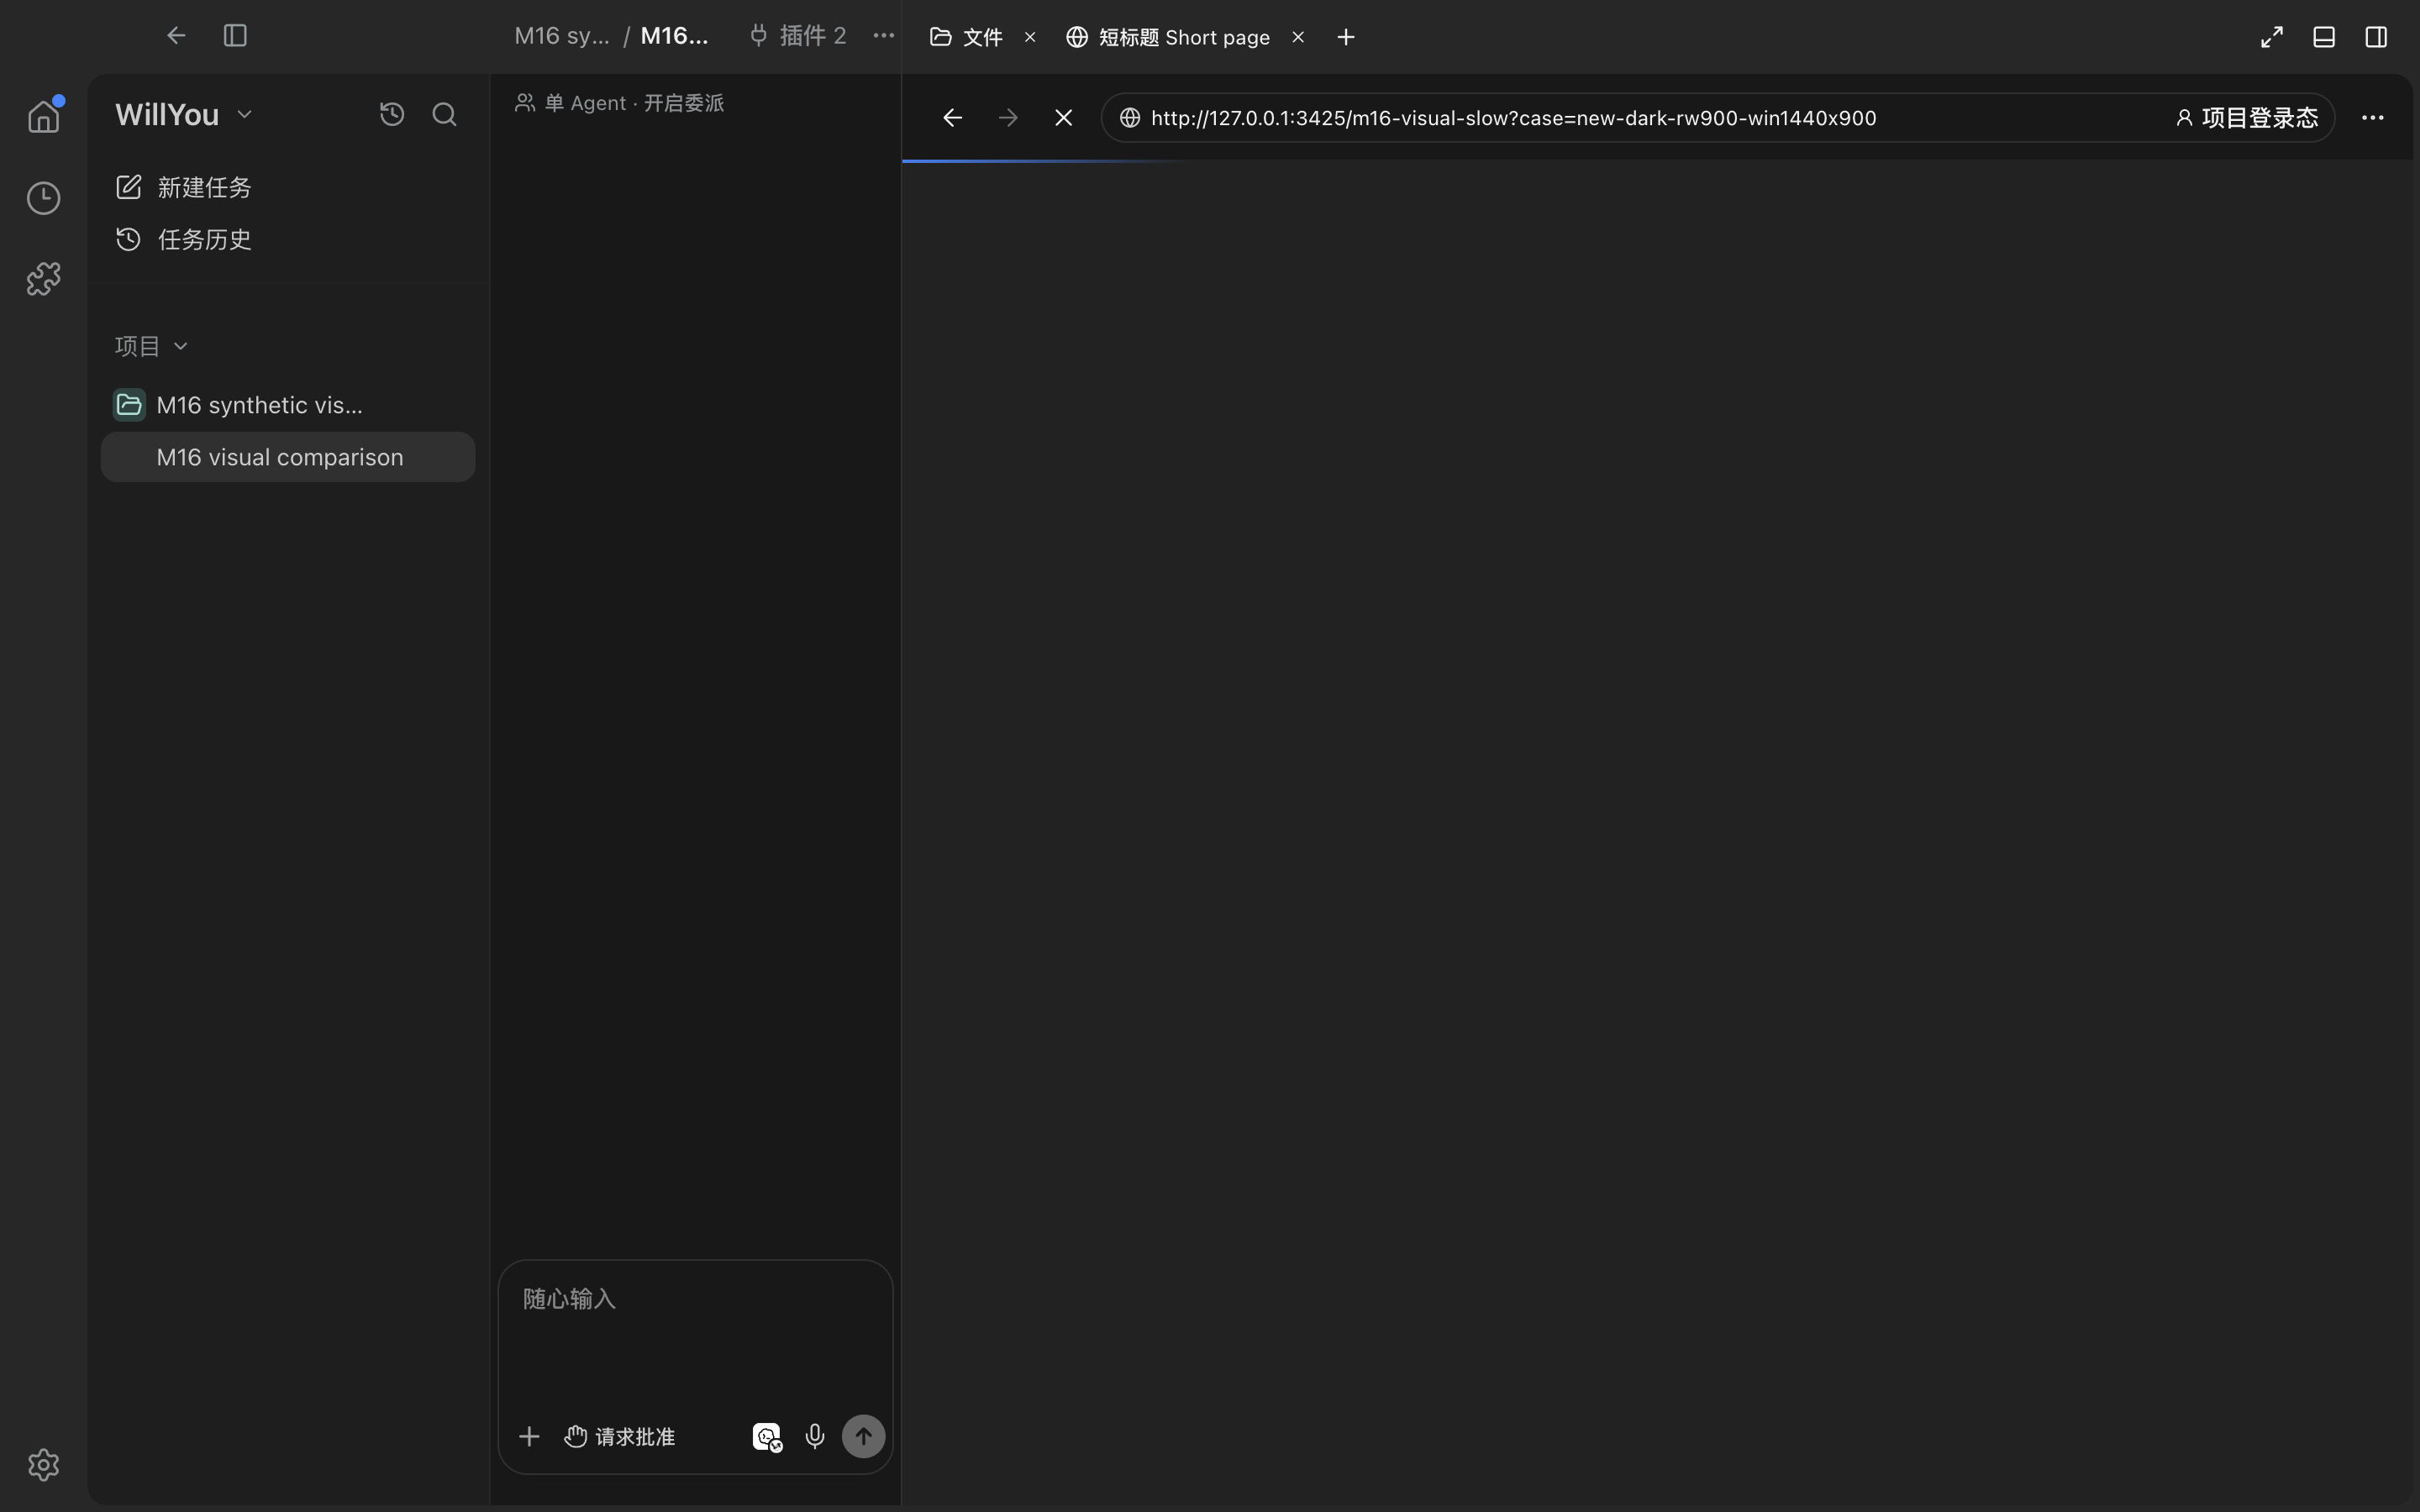 M16 sy... / M16... 插件 2
文件
短标题 Short page
WillYou
单 Agent · 开启委派
http://127.0.0.1:3425/m16-visual-slow?case=new-dark-rw900-win1440x900
项目登录态
新建任务
任务历史
项目
M16 synthetic vis...
M16 visual comparison
随心输入
请求批准